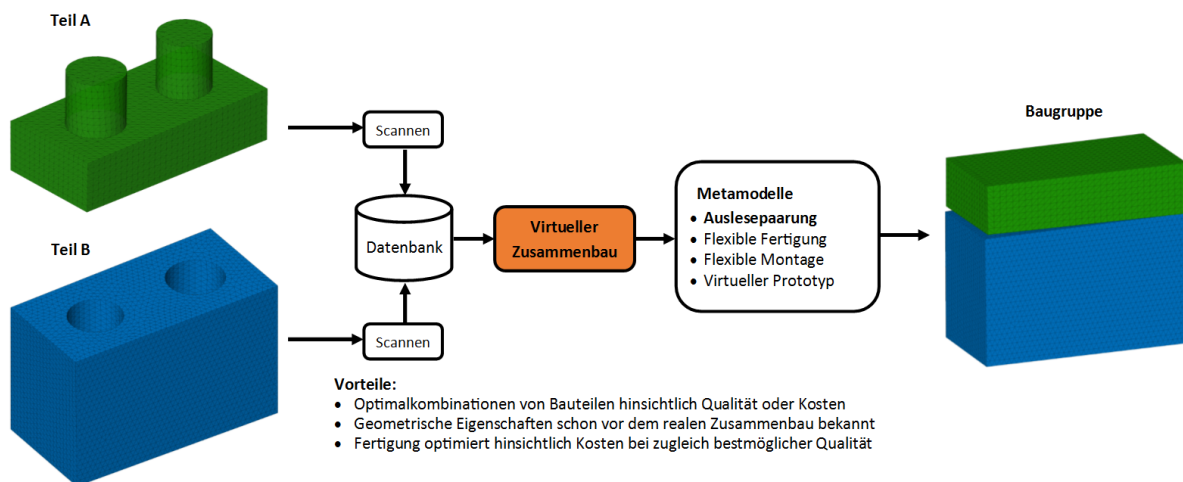 Teil A
Scannen
Baugruppe
Metamodelle
• Auslesepaarung
• Flexible Fertigung
• Flexible Montage
• Virtueller Prototyp
Virtueller
Zusammenbau
Datenbank
Teil B
Scannen
Vorteile:
• Optimalkombinationen von Bauteilen hinsichtlich Qualität oder Kosten
• Geometrische Eigenschaften schon vor dem realen Zusammenbau bekannt
• Fertigung optimiert hinsichtlich Kosten bei zugleich bestmöglicher Qualität